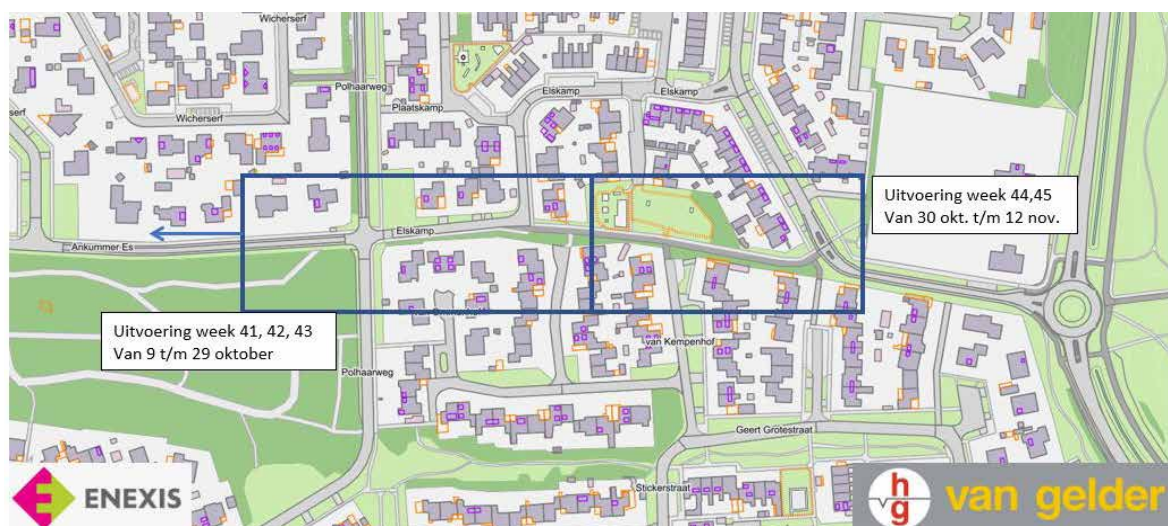 Wicherserf
Polhaarweg
Elskamp
Elskamp
Plaatskamp
Wicherserf
serf
Uitvoering week 44,45
Van 30 okt. t/m 12 nov.
Elskamp
Ankummer Es
Uitvoering week 41, 42, 43
Van 9 t/m 29 oktober
van Kempenhof
Polhaarweg
Geert Grotestraat
Stickerstraat
ENEXIS
h
g
van gelder